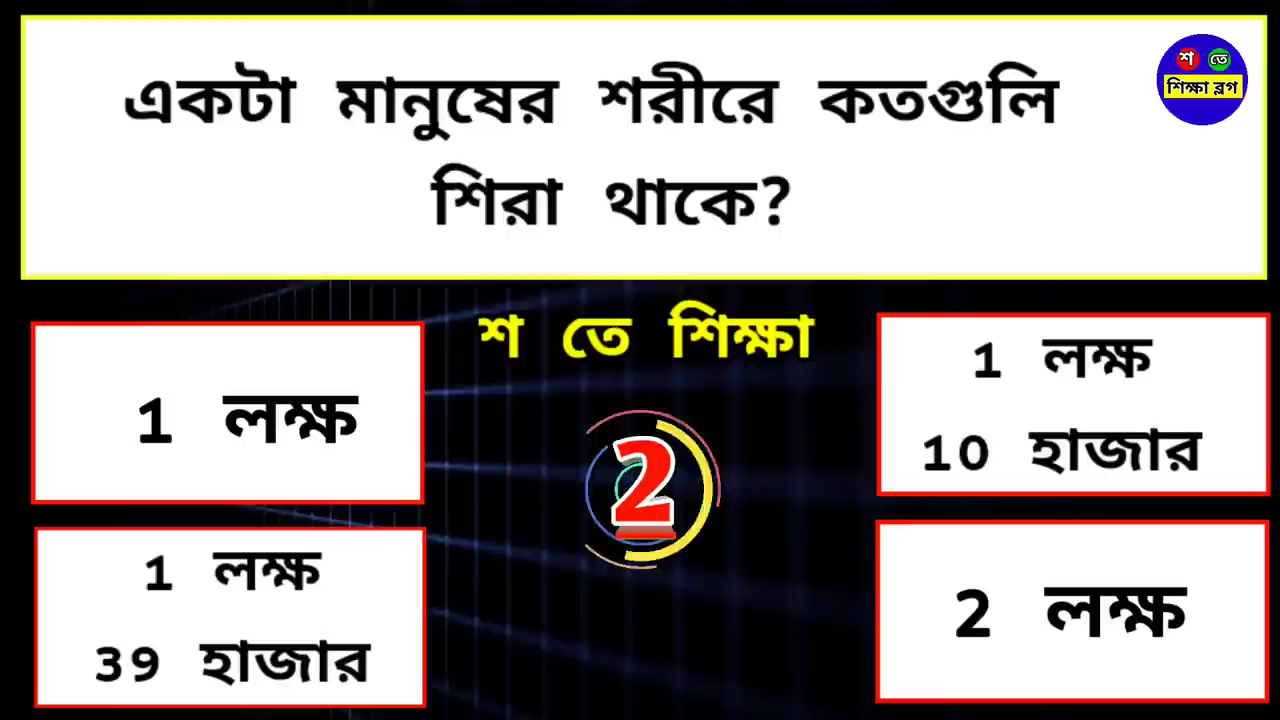 একটা মানুষের শরীরে কতগুলি
শিরা থাকে?
শ তে
শিক্ষা ব্লগ
শ তে শিক্ষা
1 লক্ষ
1 লক্ষ
10 হাজার
2
1 লক্ষ
39 হাজার
2 লক্ষ